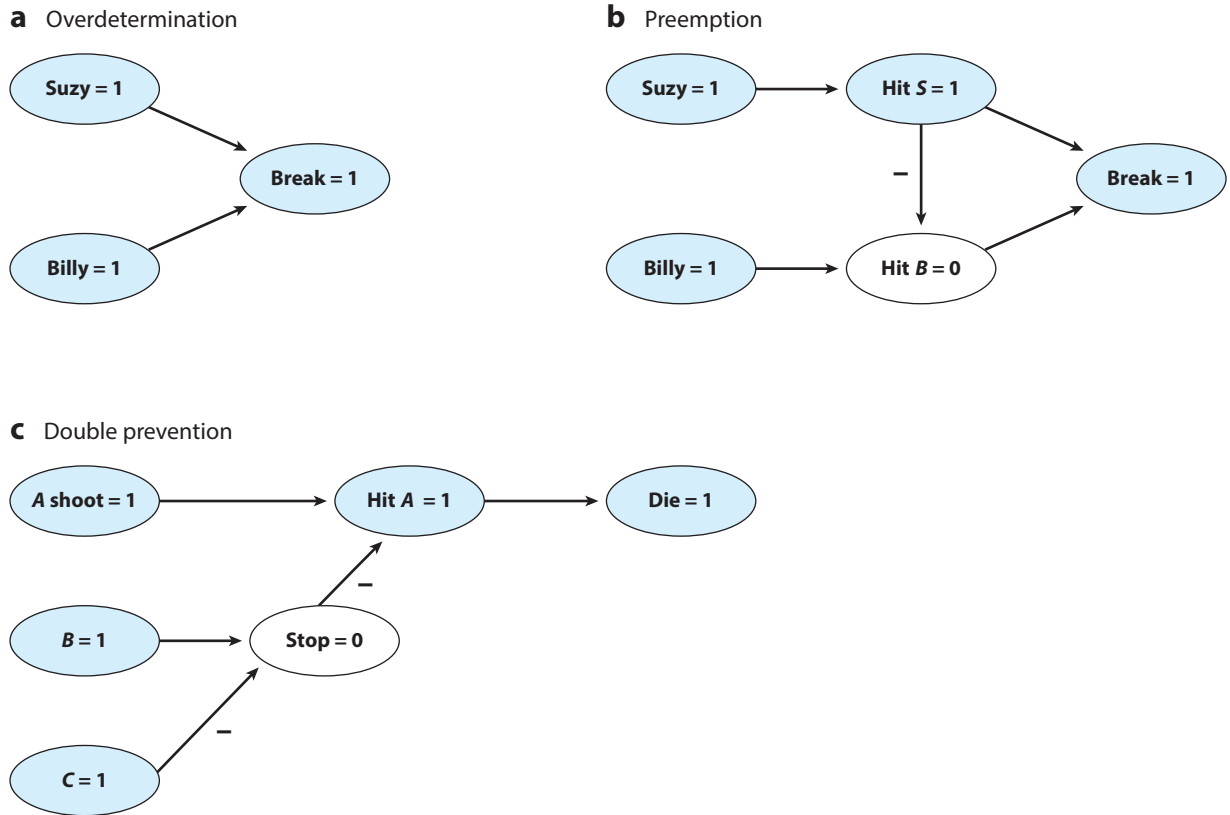 a Overdetermination
Suzy = 1
Break = 1
Billy = 1
b Preemption
Suzy = 1
Hit S = 1
–
Break = 1
Billy = 1
Hit B = 0
c Double prevention
A shoot = 1
Hit A = 1
Die = 1
–
B = 1
Stop = 0
–
C = 1